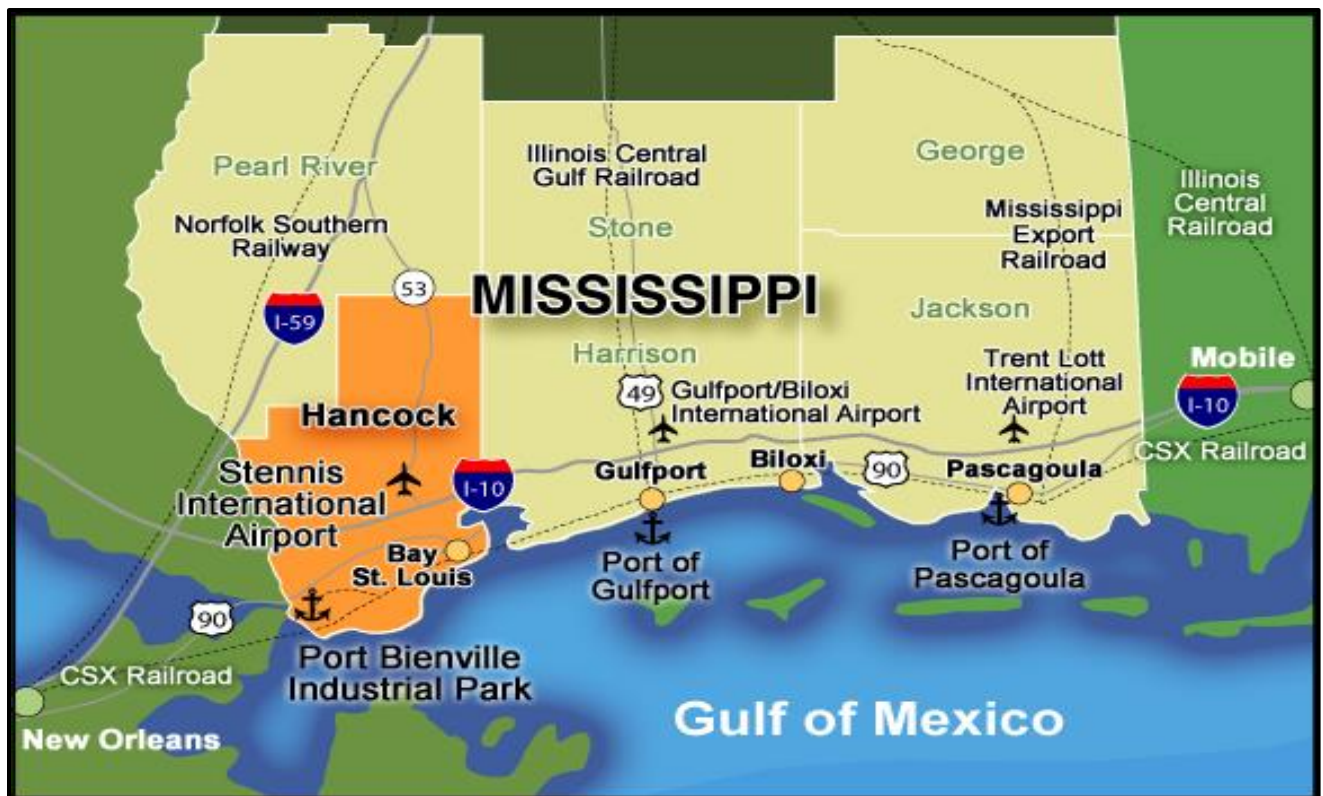 Pearl River
Norfolk Southern
Railway
I-59
53
Illinois Central
Gulf Railroad
Stone
George
Mississippi
Export
Railroad
Illinois
Central
Railroad
MISSISSIPPI
Hancock
Harrison
Jackson
49
Gulfport/Biloxi
International Airport
Trent Lott
International
Airport
Mobile
I-10
CSX Railroad
Stennis
International
Airport
I-10
Gulfport
Biloxi
90
Pascagoula
Bay
St. Louis
Port of
Gulfport
Port of
Pascagoula
90
Port Bienville
Industrial Park
CSX Railroad
New Orleans
Gulf of Mexico